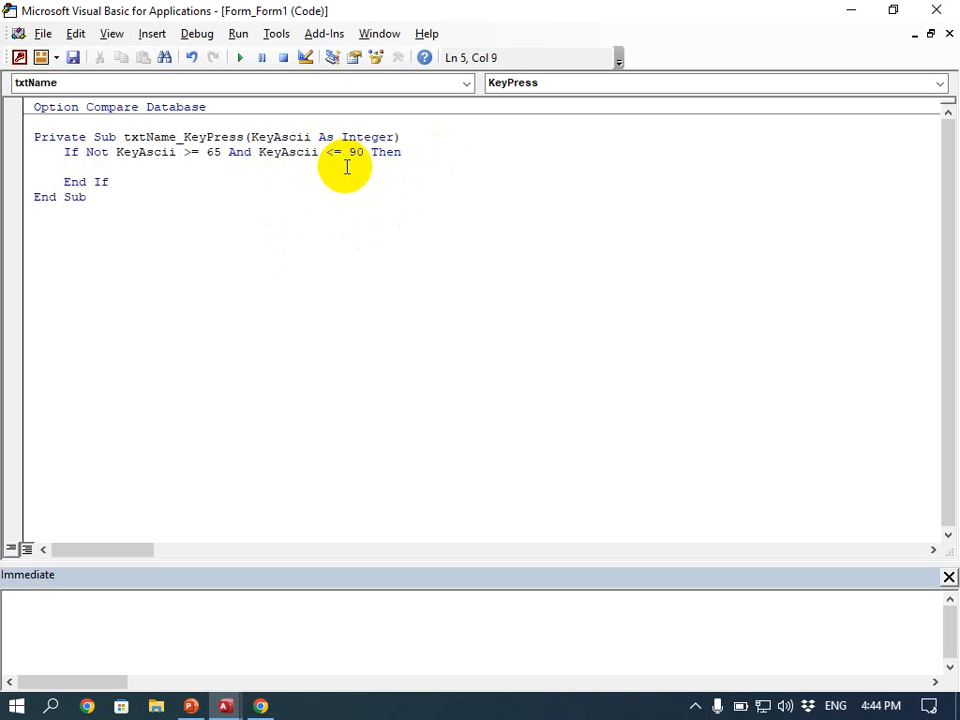 Microsoft Visual Basic for Applications - [Form_Form1 (Code)]
File Edit View Insert Debug Run Tools Add-Ins Window Help
Ln 5, Col 9
txtName KeyPress
Option Compare Database
Private Sub txtName_KeyPress(KeyAscii As Integer)
If Not KeyAscii >= 65 And KeyAscii <= 90 Then
End If
End Sub
Immediate
ENG 4:44 PM